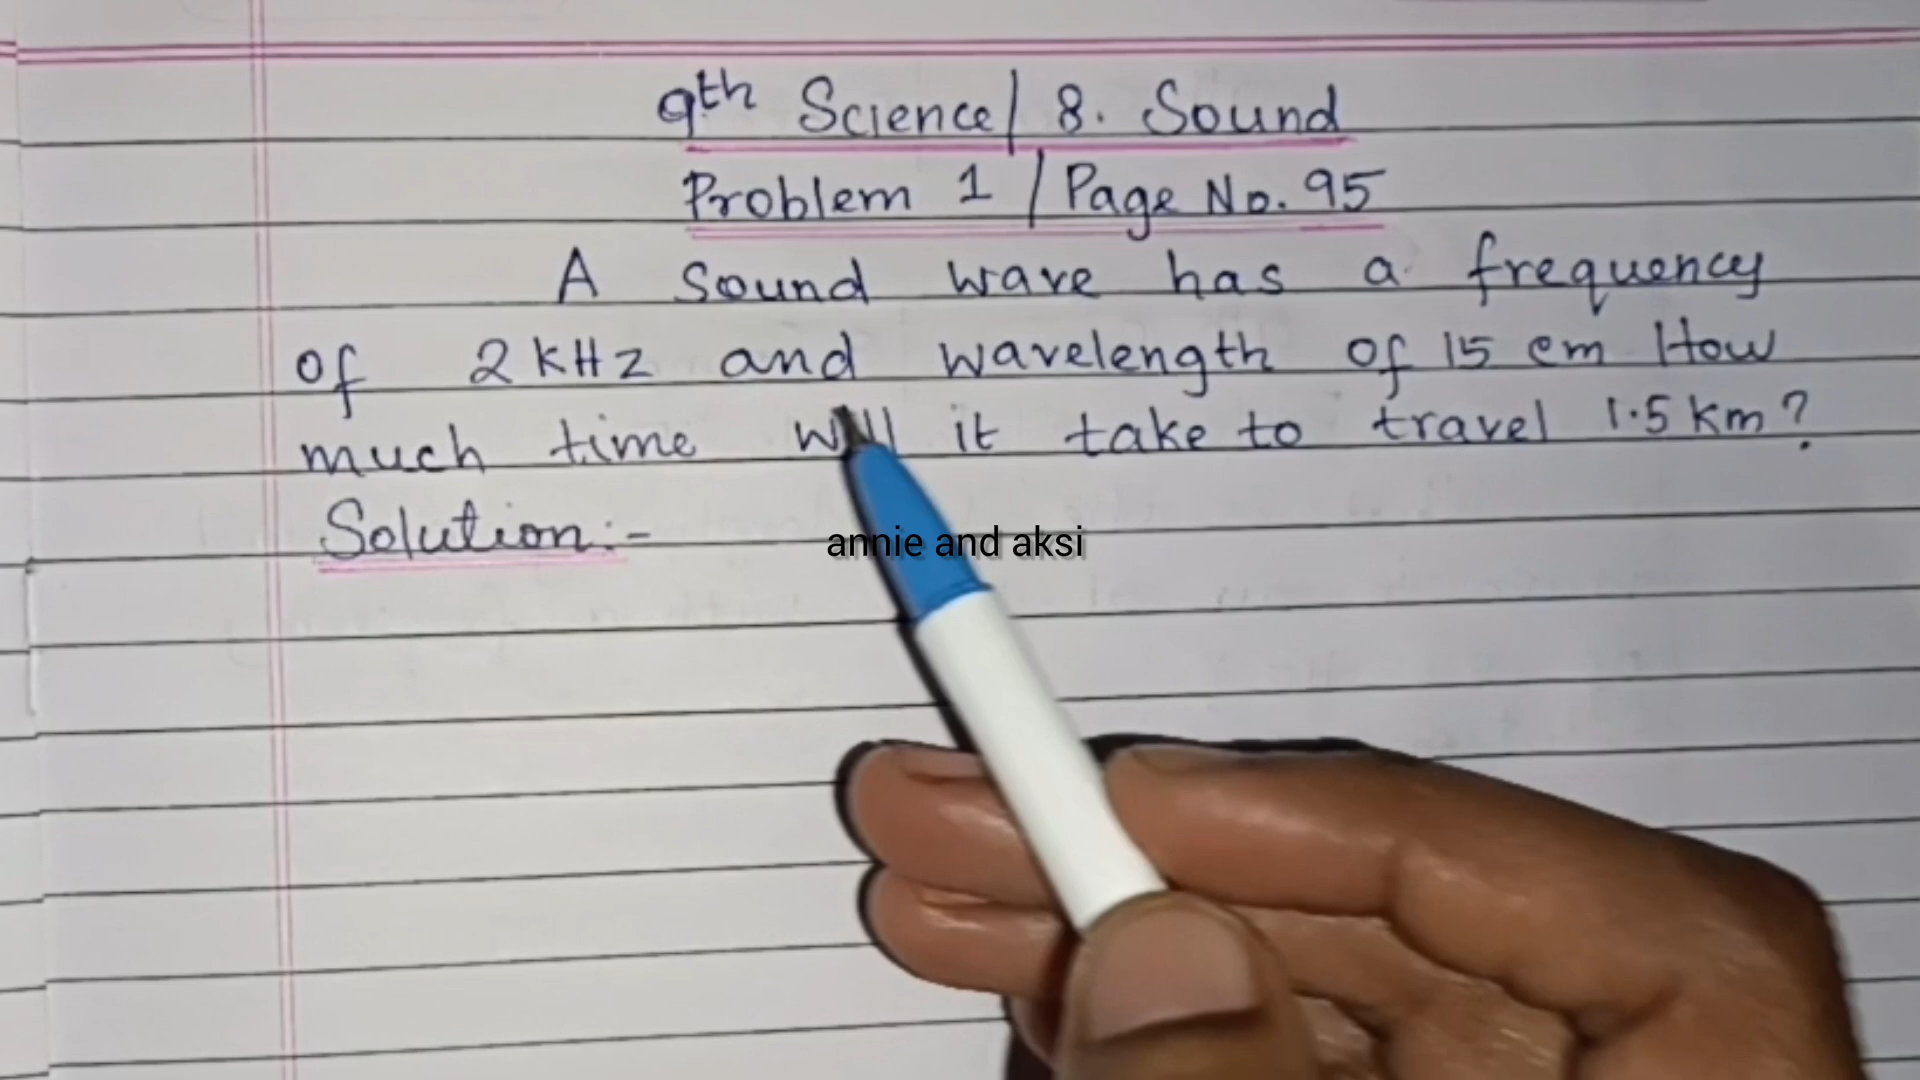 9th Science/ 8. Sound
Problem 1 / Page No. 95
A sound wave has a frequency
of 2 kHz and wavelength of 15 cm How
much time will it take to travel 1.5 km?
Solution:-
annie and aksi